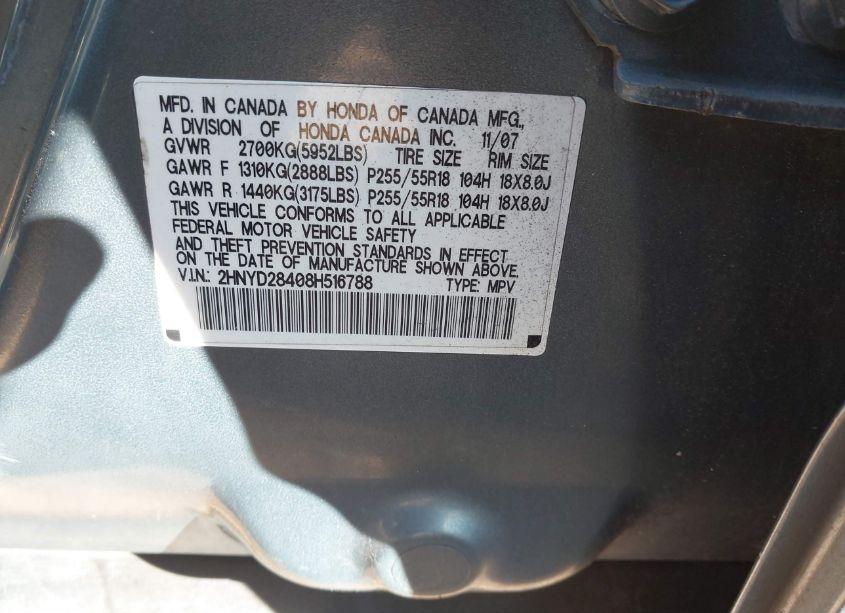 MFD. IN CANADA BY HONDA OF CANADA MFG.,
A DIVISION OF HONDA CANADA INC. 11/07
GVWR 2700KG(5952LBS) TIRE SIZE RIM SIZE
GAWR F 1310KG(2888LBS) P255/55R18 104H 18X8.0J
GAWR R 1440KG(3175LBS) P255/55R18 104H 18X8.0J
THIS VEHICLE CONFORMS TO ALL APPLICABLE
FEDERAL MOTOR VEHICLE SAFETY
AND THEFT PREVENTION STANDARDS IN EFFECT
ON THE DATE OF MANUFACTURE SHOWN ABOVE.
V.I.N.: 2HNYD28408H516788 TYPE: MPV